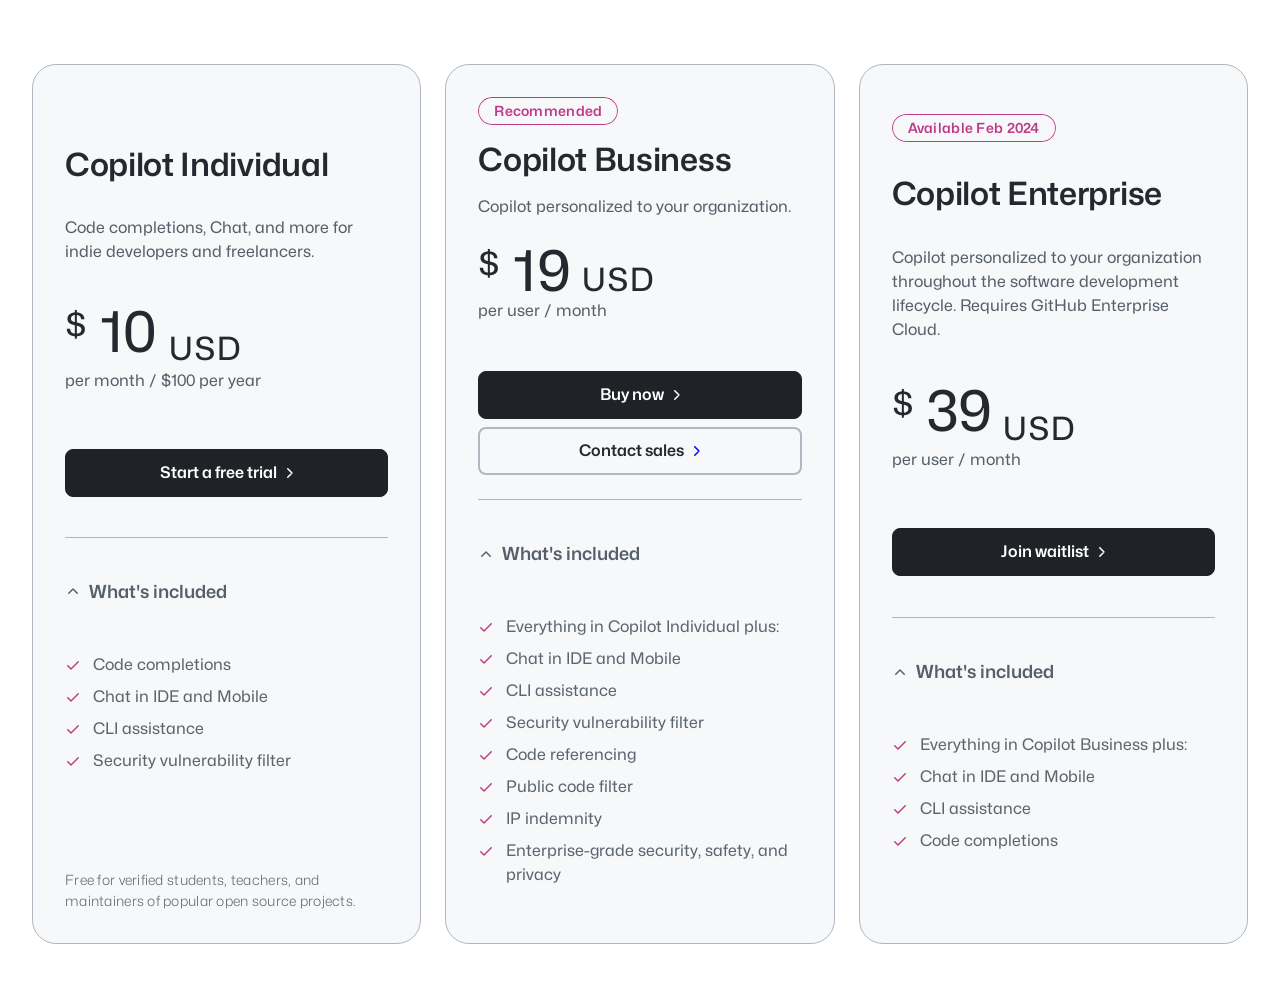 Copilot Individual
Code completions, Chat, and more for
indie developers and freelancers.
$ 10 USD
per month / $100 per year
Start a free trial
What's included
Code completions
Chat in IDE and Mobile
CLI assistance
Security vulnerability filter
Free for verified students, teachers, and
maintainers of popular open source projects.
Recommended
Copilot Business
Copilot personalized to your organization.
$ 19 USD
per user / month
Buy now
Contact sales
What's included
Everything in Copilot Individual plus:
Chat in IDE and Mobile
CLI assistance
Security vulnerability filter
Code referencing
Public code filter
IP indemnity
Enterprise-grade security, safety, and
privacy
Available Feb 2024
Copilot Enterprise
Copilot personalized to your organization
throughout the software development
lifecycle. Requires GitHub Enterprise
Cloud.
$ 39 USD
per user / month
Join waitlist
What's included
Everything in Copilot Business plus:
Chat in IDE and Mobile
CLI assistance
Code completions